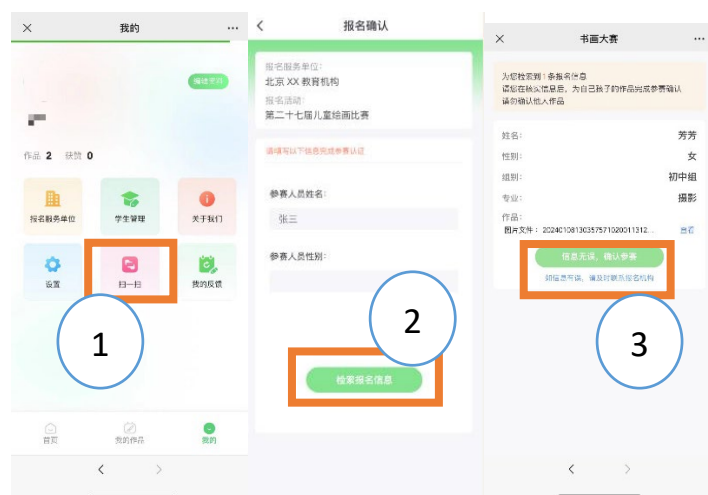 我的
作品 2 获赞 0
报名服务单位
学生管理
关于我们
设置
扫一扫
我的反馈
1
首页
我的作品
我的
报名确认
报名服务单位:
北京 XX 教育机构
报名活动:
第二十七届儿童绘画比赛
请填写以下信息完成参赛认证
参赛人员姓名:
张三
参赛人员性别:
2
检索报名信息
书画大赛
为您检索到1条报名信息
请您在核实信息后，为自己孩子的作品完成参赛确认
请勿确认他人作品
姓名: 芳芳
性别: 女
组别: 初中组
专业: 摄影
作品:
图片文件: 20240108130357571020011312... 查看
信息无误，确认参赛
如信息有误，请及时联系报名机构
3